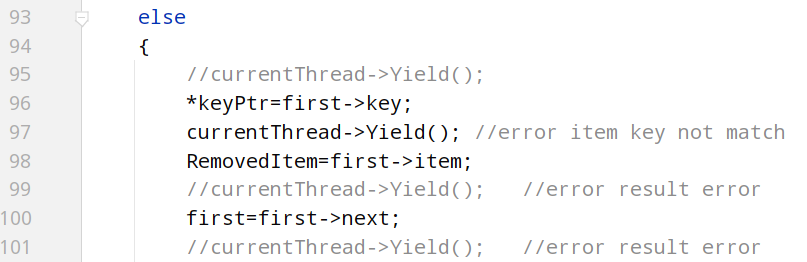 93 else
94 {
95 //currentThread->Yield();
96 *keyPtr=first->key;
97 currentThread->Yield(); //error item key not match
98 RemovedItem=first->item;
99 //currentThread->Yield(); //error result error
100 first=first->next;
101 //currentThread->Yield(); //error result error